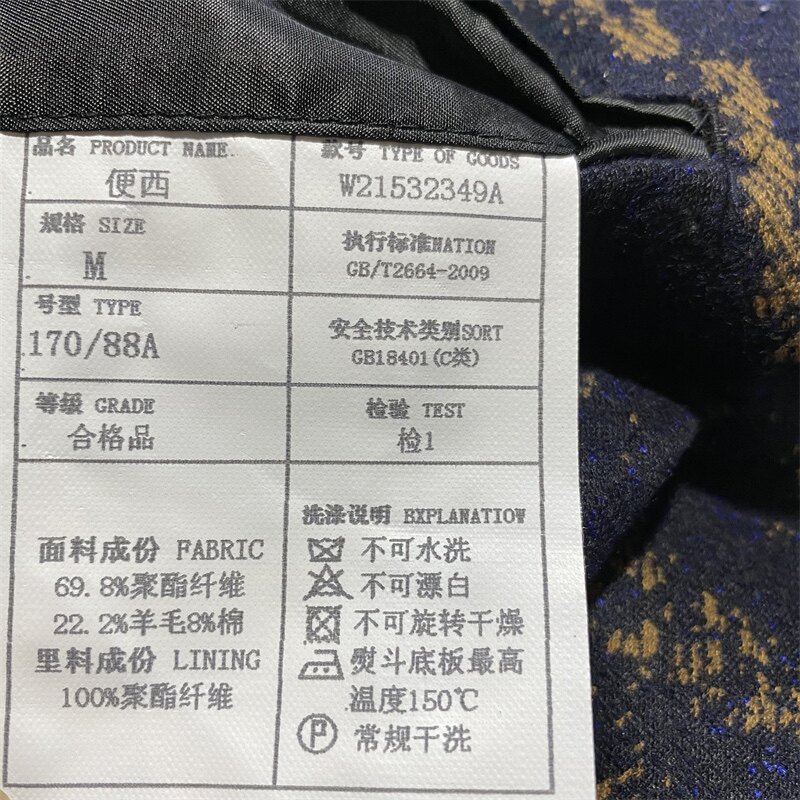 品名 PRODUCT NAME
便西
款号 TYPE OF GOODS
W21532349A
规格 SIZE
M
执行标准NATION
GB/T2664-2009
号型 TYPE
170/88A
安全技术类别SORT
GB18401(C类)
等级 GRADE
合格品
检验 TEST
检1
面料成份 FABRIC
69.8%聚酯纤维
22.2%羊毛8%棉
里料成份 LINING
100%聚酯纤维
洗涤说明 EXPLANATION
不可水洗
不可漂白
不可旋转干燥
熨斗底板最高
温度150℃
P 常规干洗